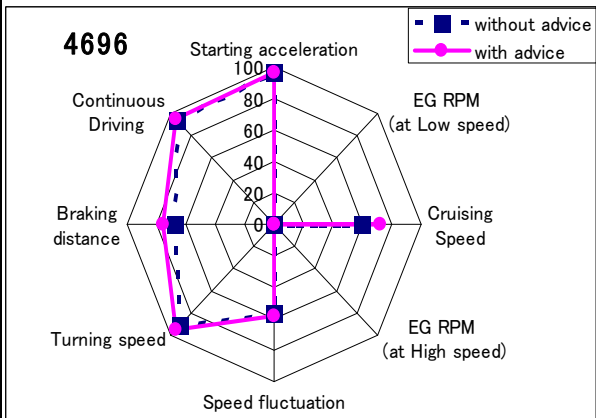 4696
without advice
with advice
Starting acceleration
EG RPM
(at Low speed)
Cruising
Speed
EG RPM
(at High speed)
Speed fluctuation
Turning speed
Braking
distance
Continuous
Driving
100
80
60
40
20
0